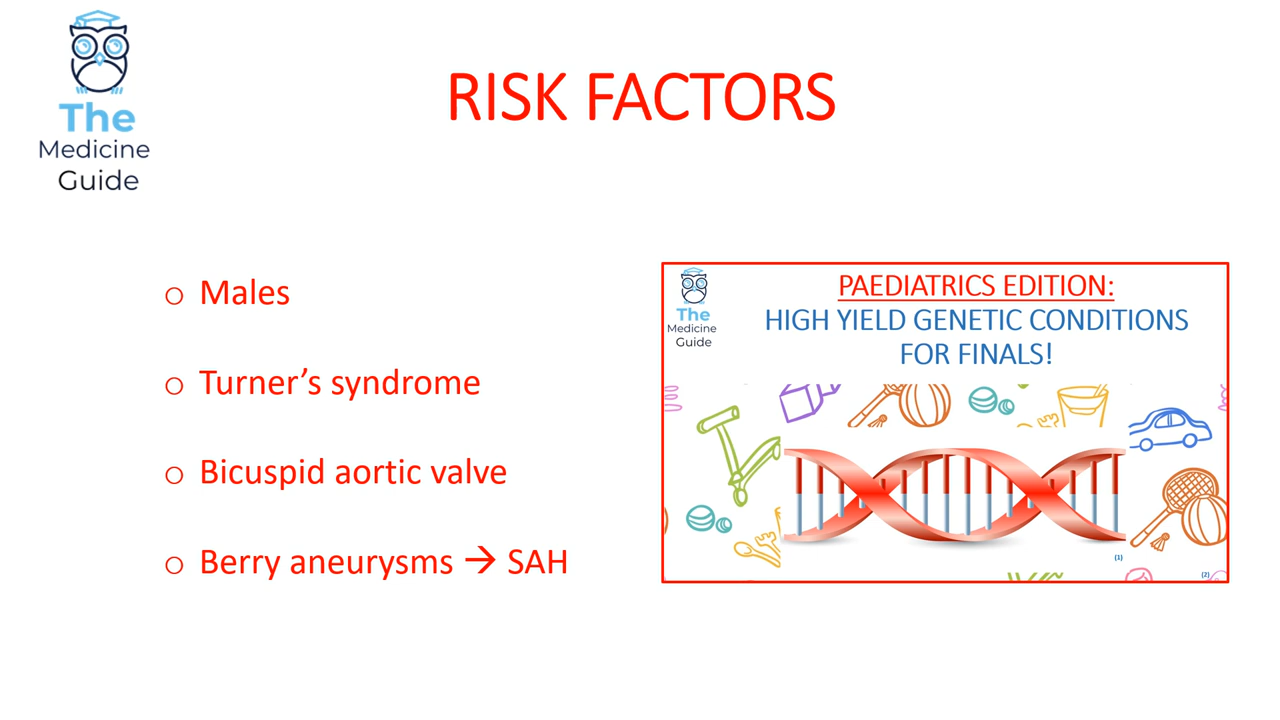 The
Medicine
Guide
RISK FACTORS
o Males
o Turner’s syndrome
o Bicuspid aortic valve
o Berry aneurysms → SAH
The
Medicine
Guide
PAEDIATRICS EDITION:
HIGH YIELD GENETIC CONDITIONS
FOR FINALS!
(1)
(2)